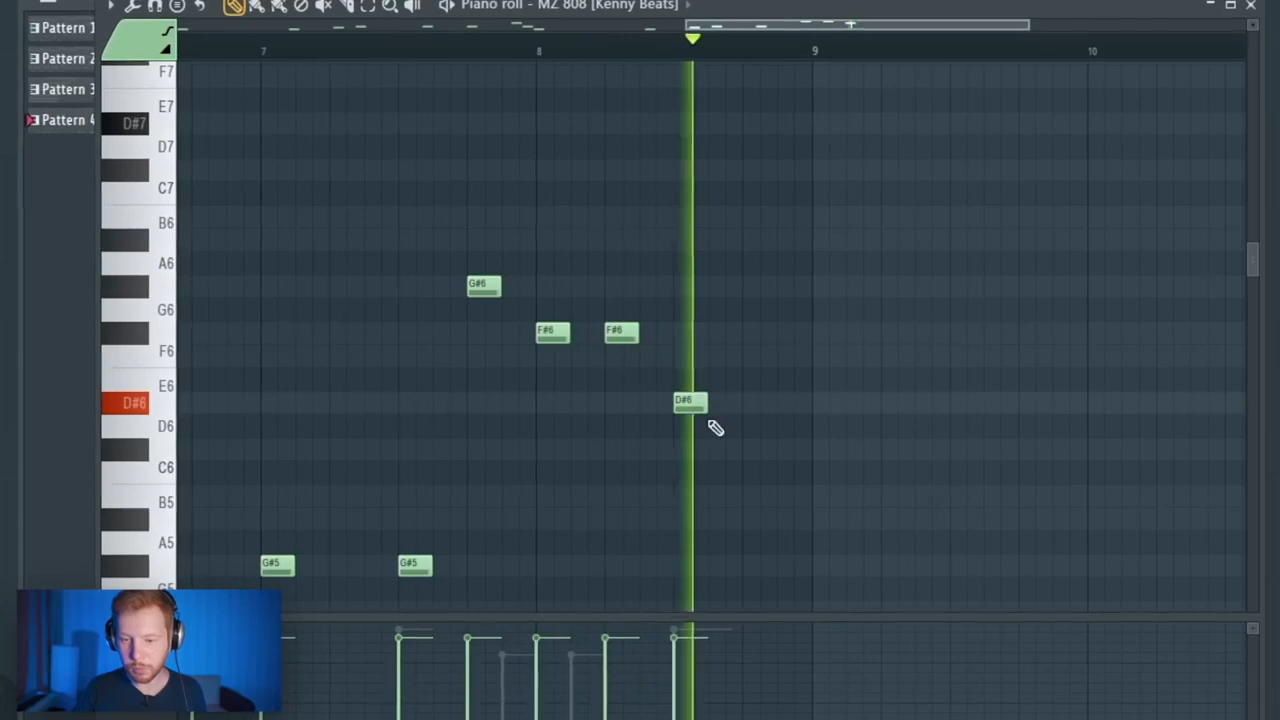 Piano roll - MZ 808 [Kenny Beats]
Pattern 1
Pattern 2
Pattern 3
Pattern 4
7 8 9 10
F7
E7
D#7
D7
C7
B6
A6
G6
F6
E6
D#6
D6
C6
B5
A5
G#6
F#6 F#6
D#6
G#5 G#5